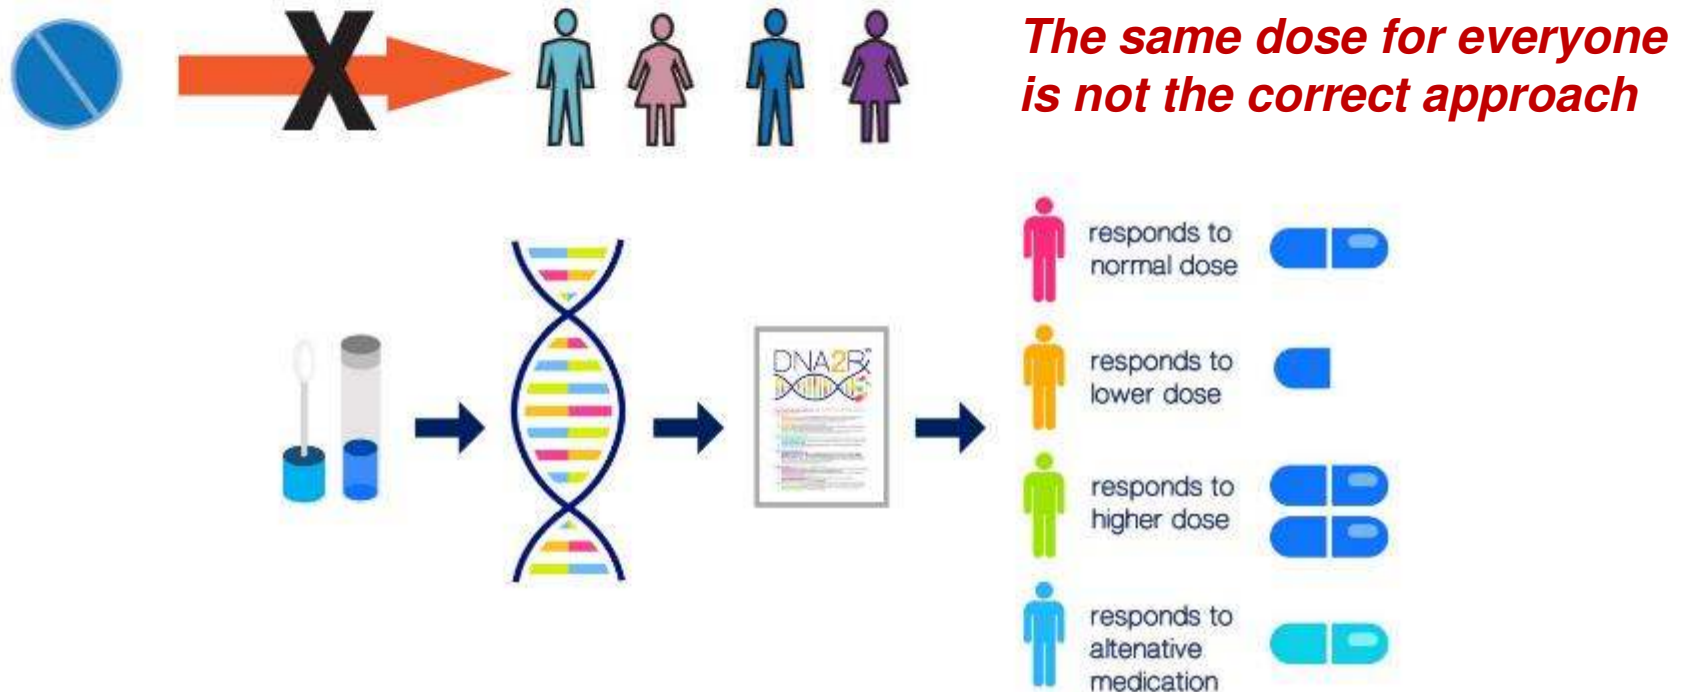 The same dose for everyone
is not the correct approach
responds to
normal dose
DNA2Rx
responds to
lower dose
responds to
higher dose
responds to
altenative
medication